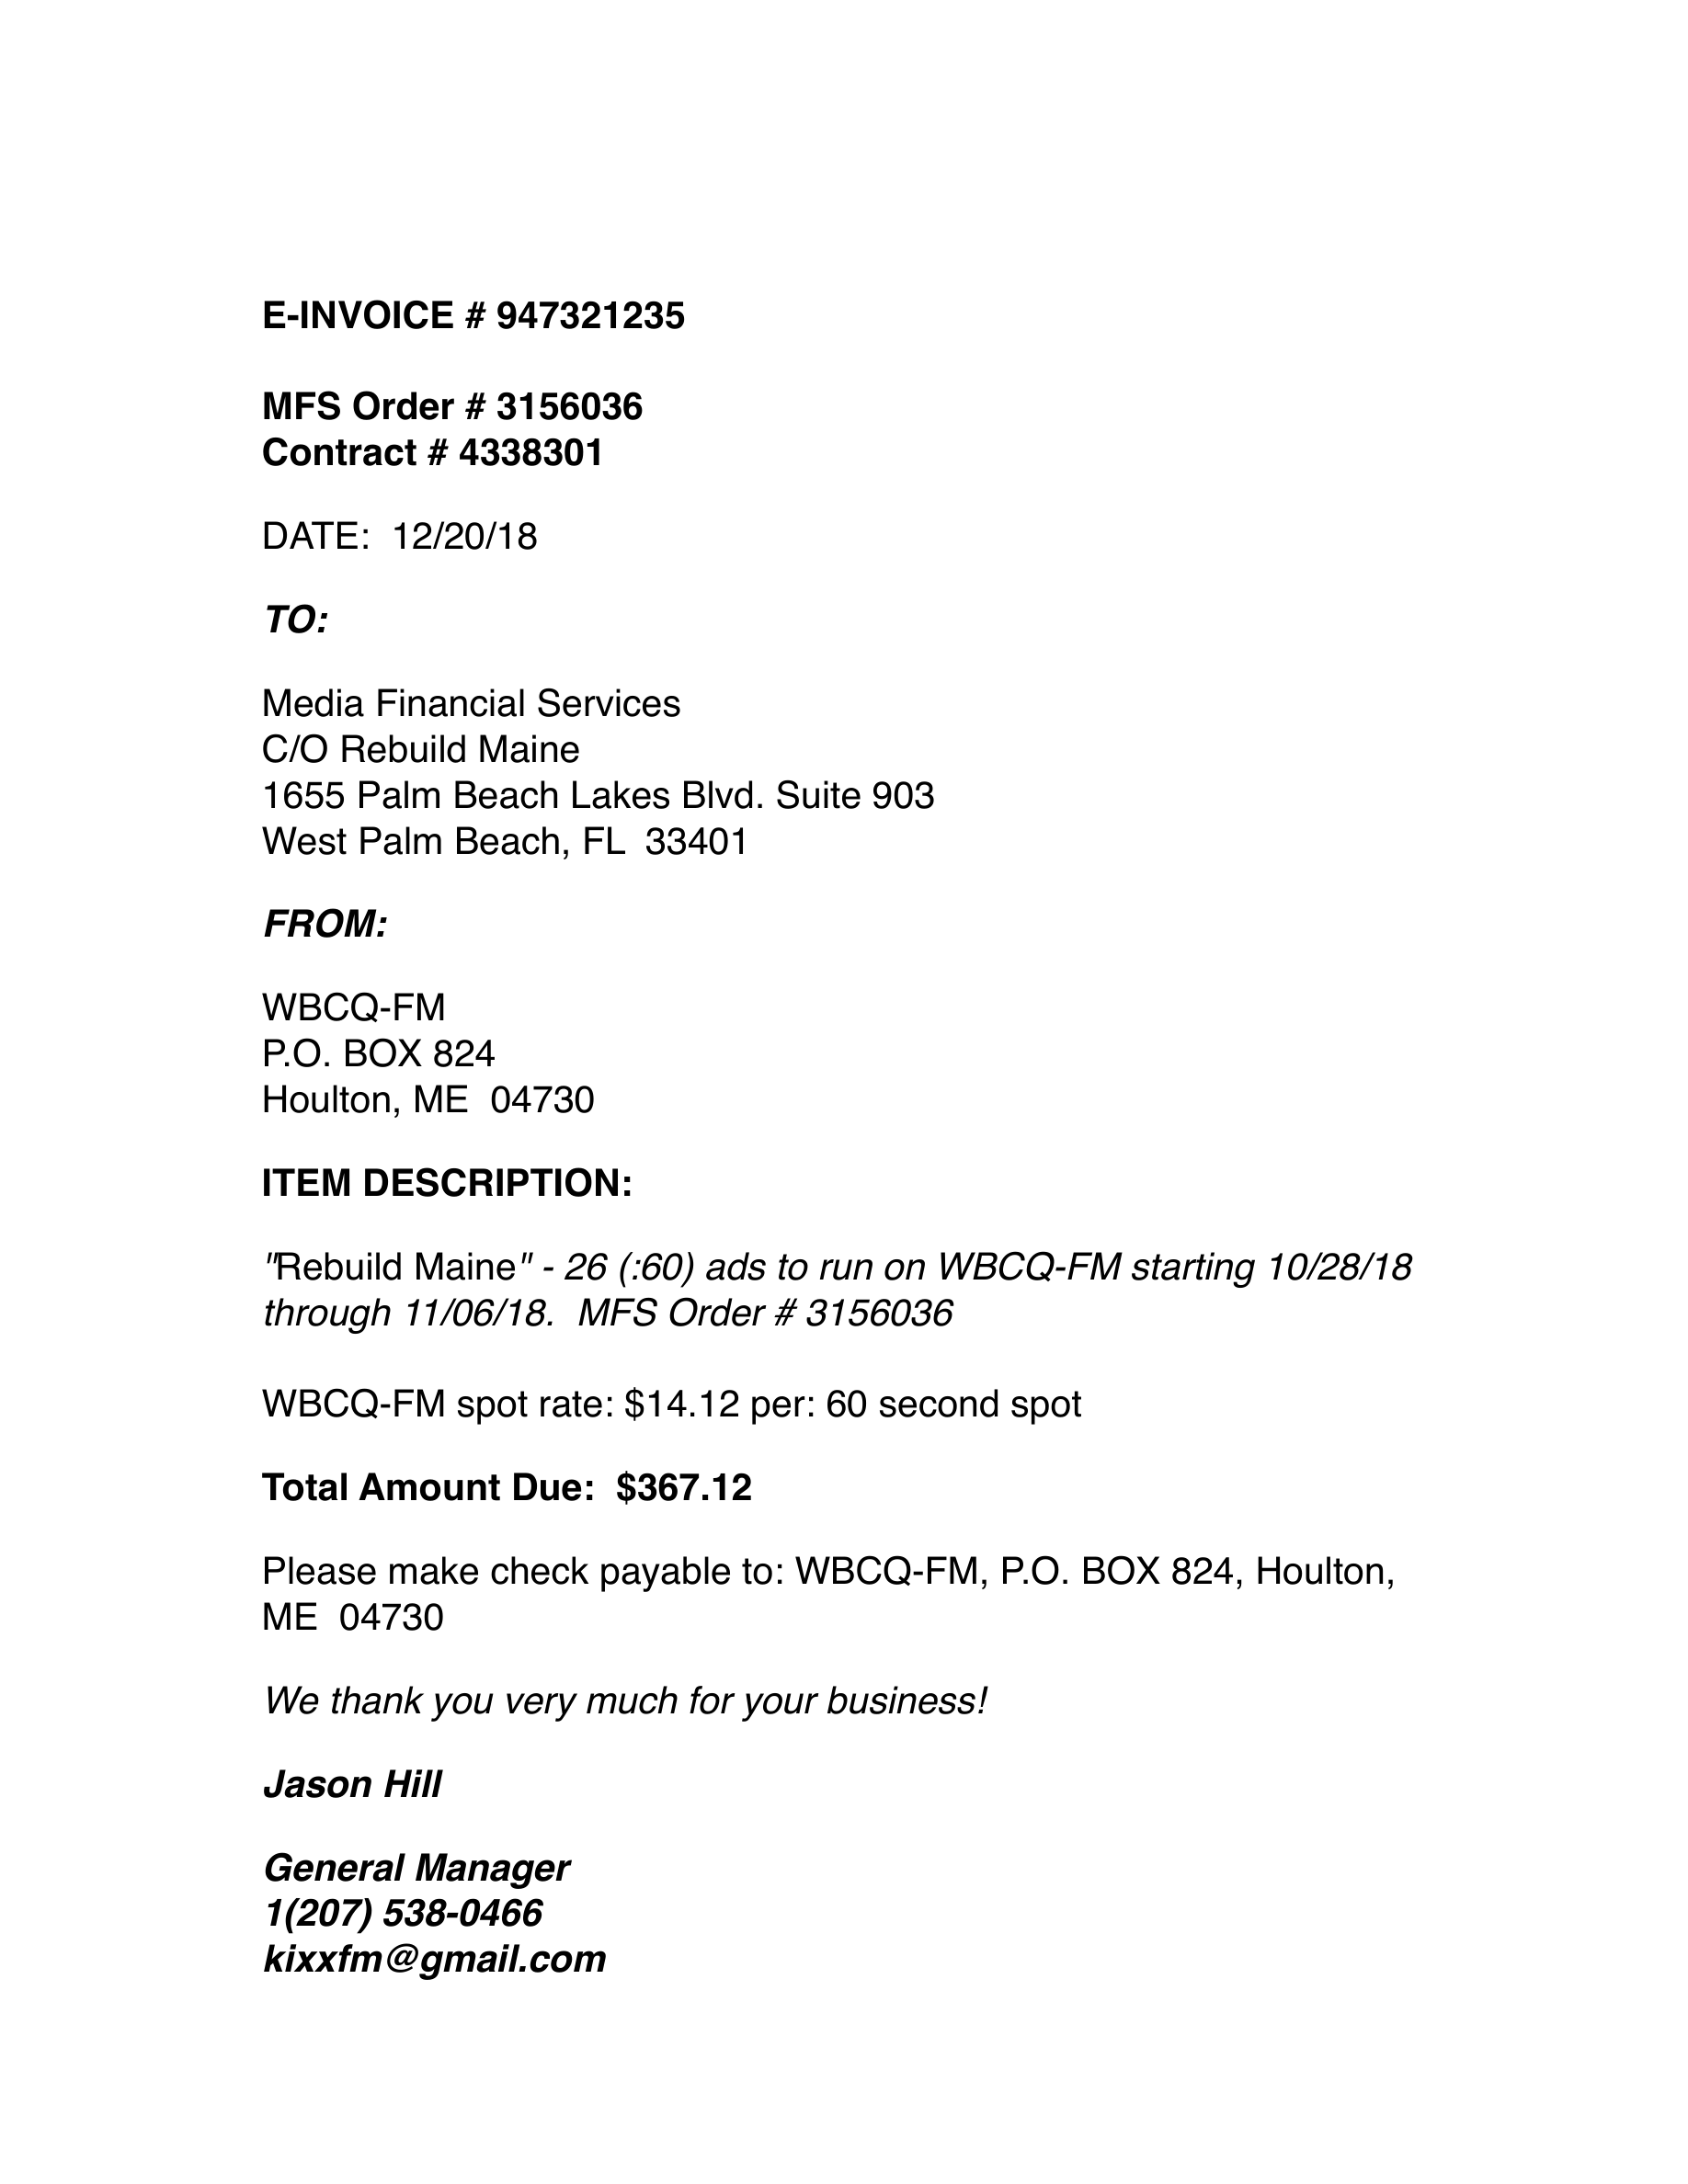 E-INVOICE # 947321235
MFS Order # 3156036
Contract # 4338301
DATE:  12/20/18
TO:
Media Financial Services
C/O Rebuild Maine
1655 Palm Beach Lakes Blvd. Suite 903
West Palm Beach, FL  33401
FROM:
WBCQ-FM
P.O. BOX 824
Houlton, ME  04730
ITEM DESCRIPTION:
"Rebuild Maine" - 26 (:60) ads to run on WBCQ-FM starting 10/28/18
through 11/06/18.  MFS Order # 3156036
WBCQ-FM spot rate: $14.12 per: 60 second spot
Total Amount Due:  $367.12
Please make check payable to: WBCQ-FM, P.O. BOX 824, Houlton,
ME  04730
We thank you very much for your business!
Jason Hill
General Manager
1(207) 538-0466
kixxfm@gmail.com